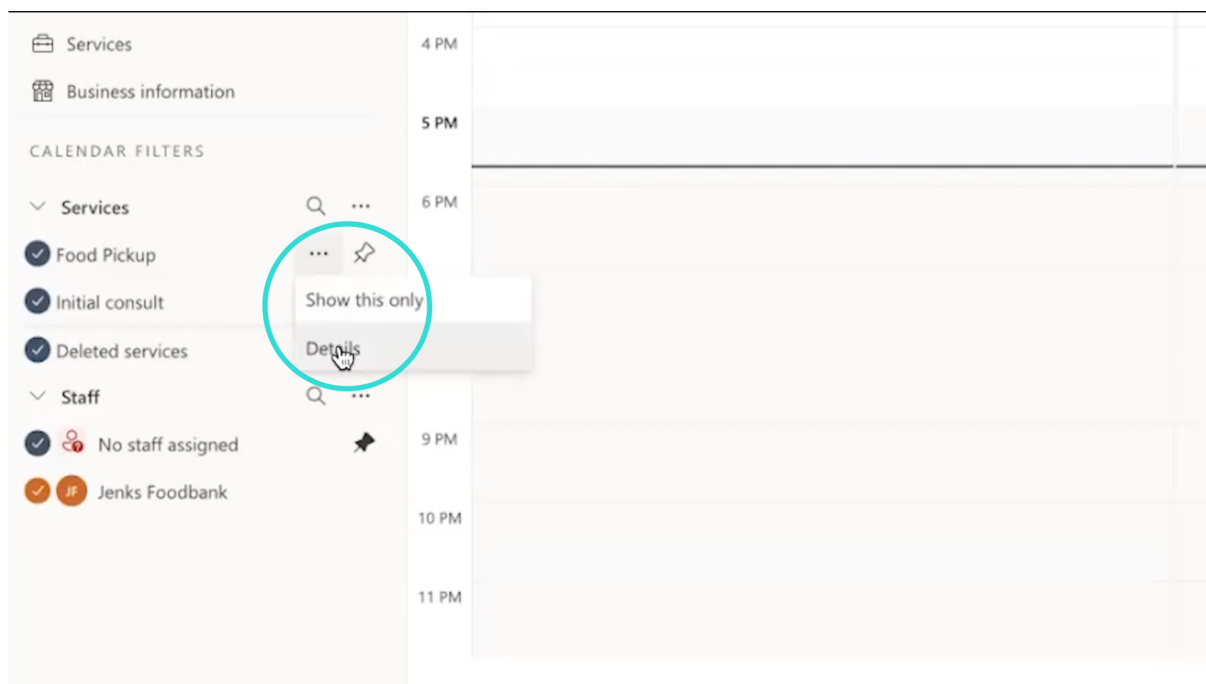 Services
Business information
CALENDAR FILTERS
Services
Food Pickup
Initial consult
Deleted services
Staff
No staff assigned
JF Jenks Foodbank
Show this only
Details
4 PM
5 PM
6 PM
9 PM
10 PM
11 PM